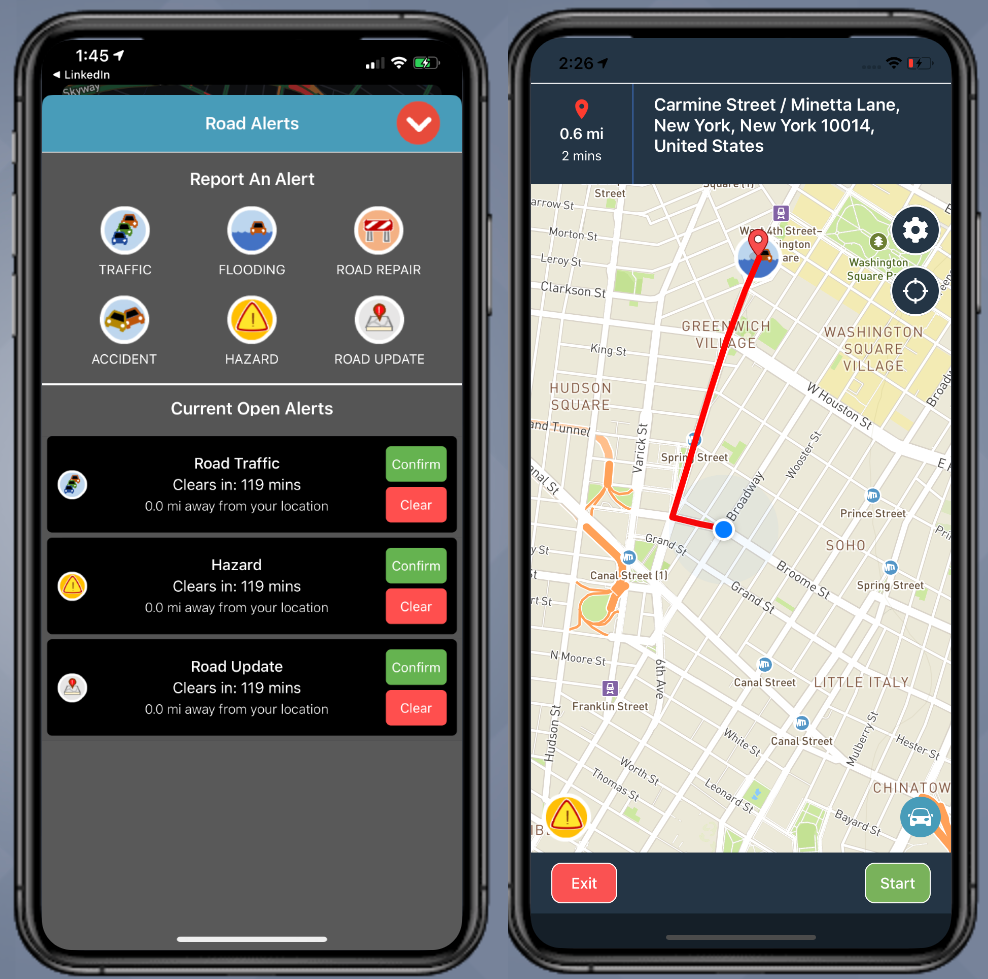 1:45
◀ LinkedIn
Skyway
Road Alerts
Report An Alert
TRAFFIC
FLOODING
ROAD REPAIR
ACCIDENT
HAZARD
ROAD UPDATE
Current Open Alerts
Road Traffic
Clears in: 119 mins
0.0 mi away from your location
Confirm
Clear
Hazard
Clears in: 119 mins
0.0 mi away from your location
Confirm
Clear
Road Update
Clears in: 119 mins
0.0 mi away from your location
Confirm
Clear
2:26
0.6 mi
2 mins
Carmine Street / Minetta Lane,
New York, New York 10014,
United States
Street
Square (1)
arrow St
Morton St
Leroy St
Clarkson St
King St
West 4th Street–
ington
are
Washington
Square P
GREENWICH
VILLAGE
WASHINGTON
SQUARE
VILLAGE
HUDSON
SQUARE
and Tunnel
Varick St
W Houston St
Broadw
E
Spring Street
Wooster St
Broadway
anal St
Prince Street
SOHO
Grand St
Canal Street (1)
Broome St
Spring Street
Grand St
y St
rt St
N Moore St
6th Ave
Canal Street
LITTLE ITALY
Franklin Street
Hudson St
Canal Street
White St
Mulberry St
Hester St
Worth St
Thomas St
Leonard St
CHINATOW
Bayard St
Exit
Start